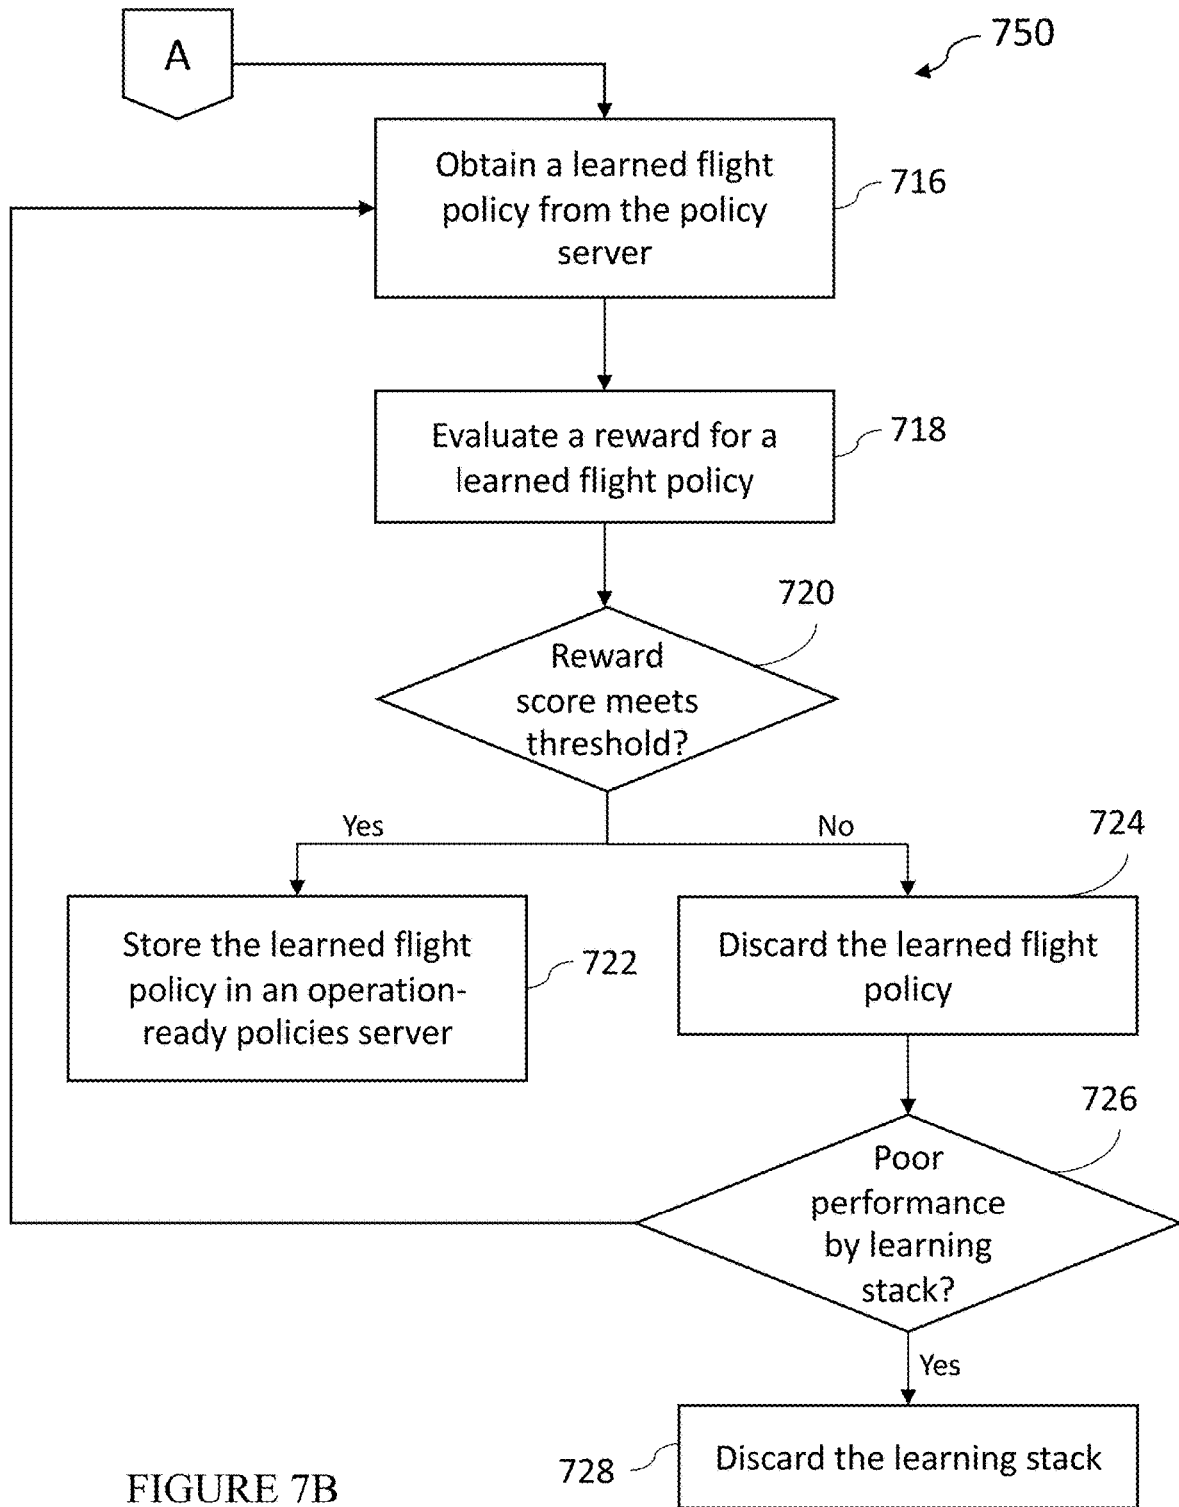 A
750
Obtain a learned flight
policy from the policy
server
716
Evaluate a reward for a
learned flight policy
718
720
Reward
score meets
threshold?
Yes
No
724
Store the learned flight
policy in an operation-
ready policies server
722
Discard the learned flight
policy
726
Poor
performance
by learning
stack?
Yes
728
Discard the learning stack
FIGURE 7B